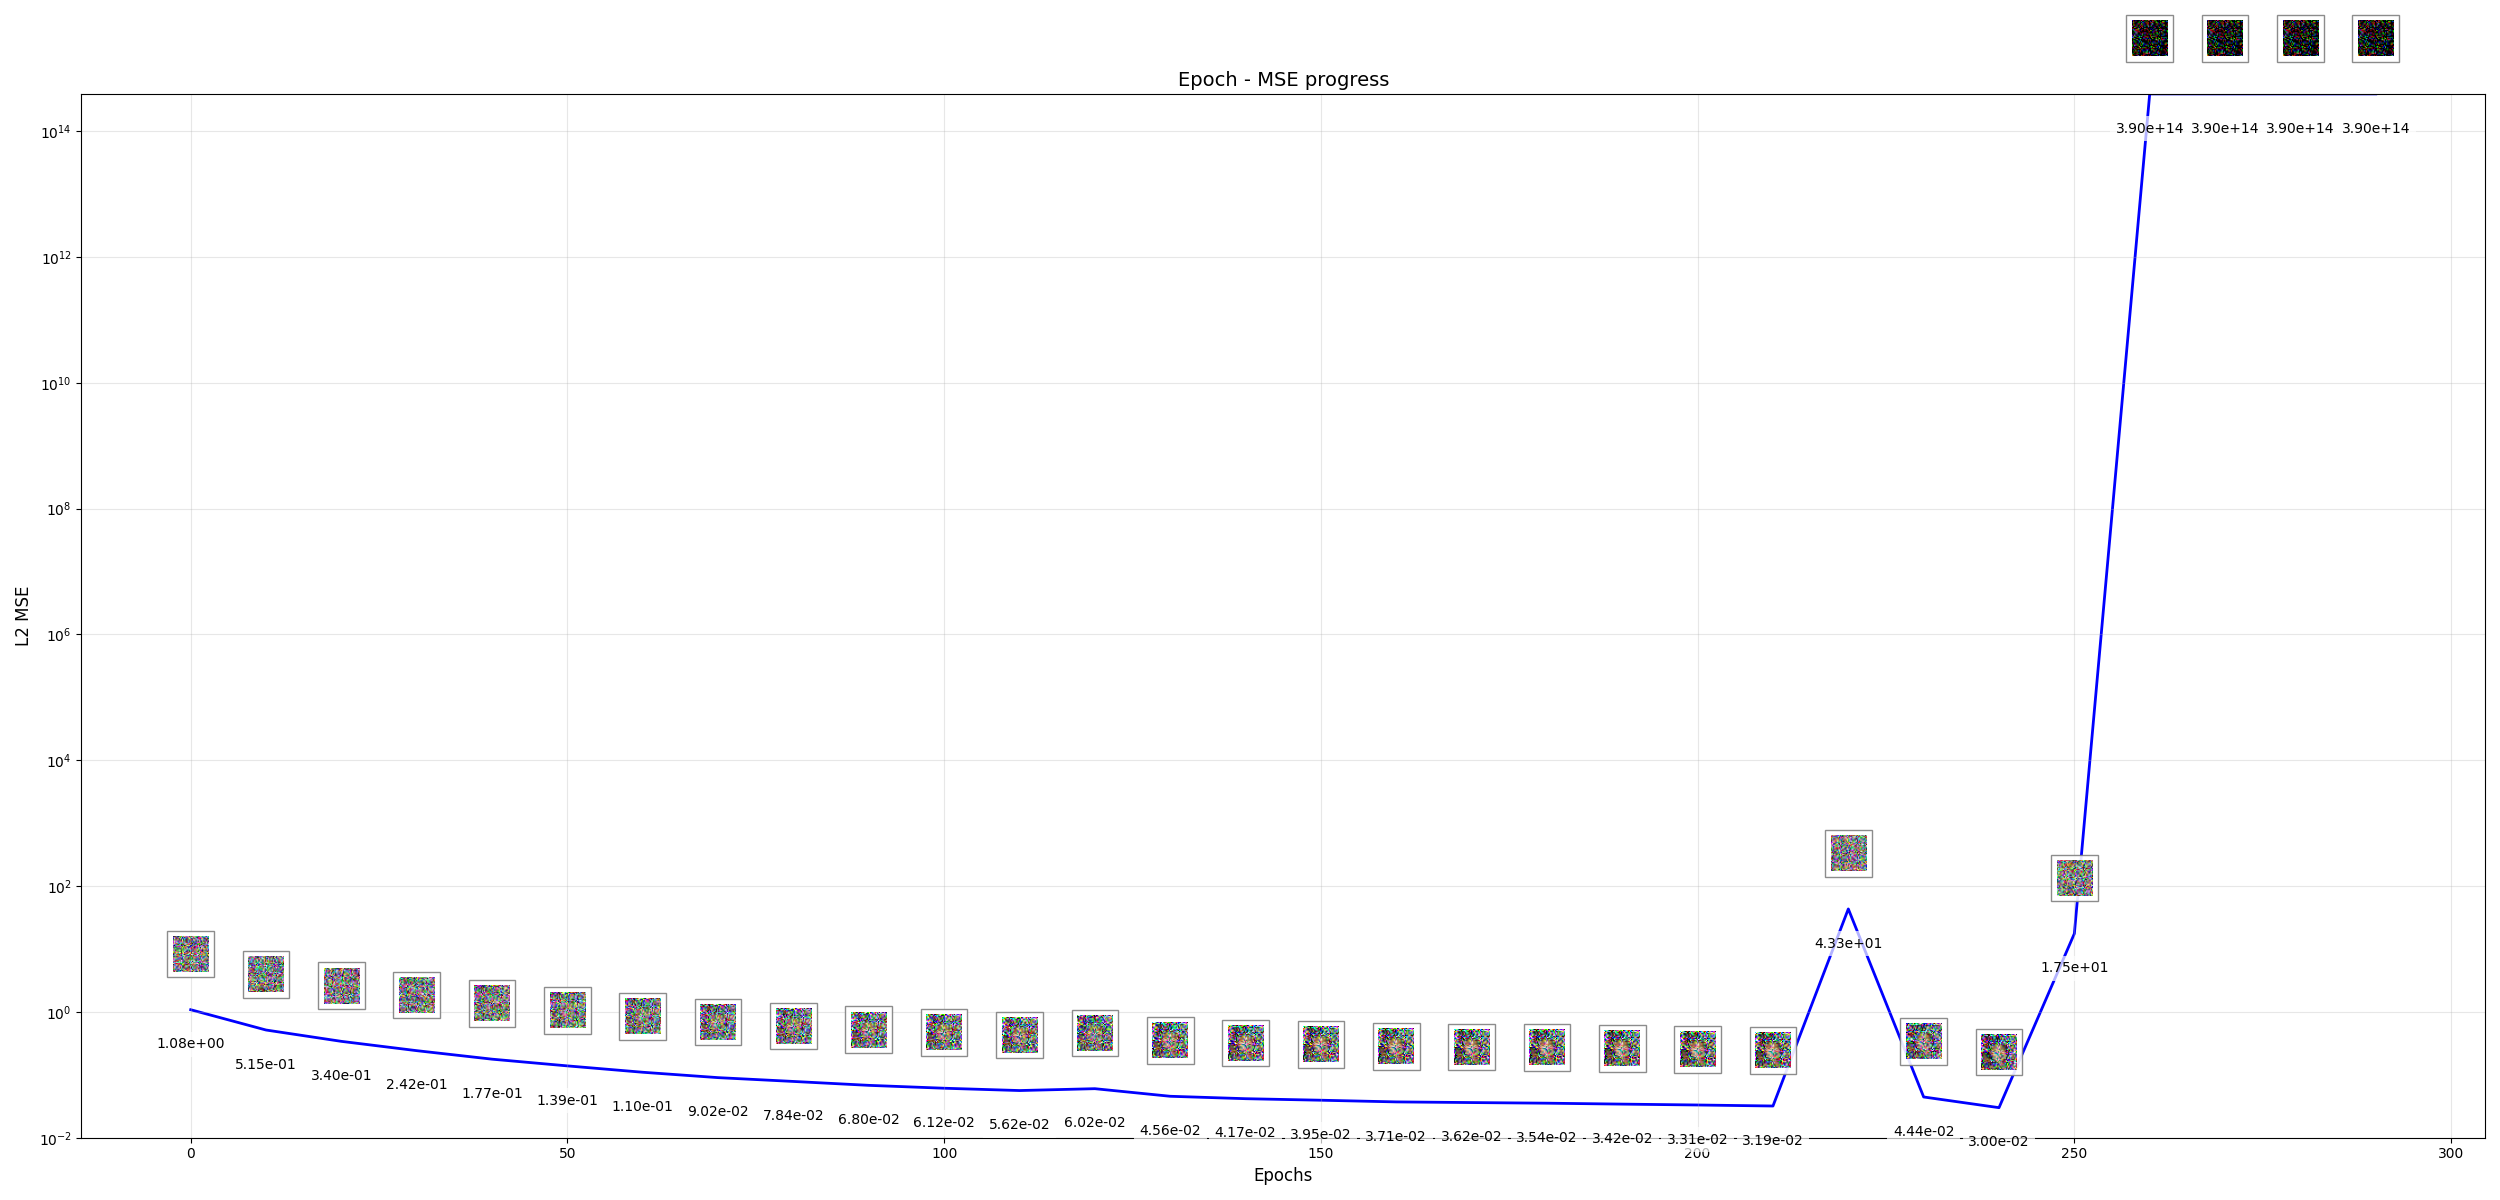 Epoch - MSE progress
10^14
10^12
10^10
10^8
10^6
10^4
10^2
10^0
10^-2
L2 MSE
3.90e+14 3.90e+14 3.90e+14 3.90e+14
4.33e+01
1.75e+01
1.08e+00
5.15e-01
3.40e-01
2.42e-01
1.77e-01
1.39e-01
1.10e-01
9.02e-02
7.84e-02
6.80e-02
6.12e-02
5.62e-02
6.02e-02
4.56e-02
4.17e-02
3.95e-02
3.71e-02
3.62e-02
3.54e-02
3.42e-02
3.31e-02
3.19e-02
4.44e-02
3.00e-02
0 50 100 150 200 250 300
Epochs